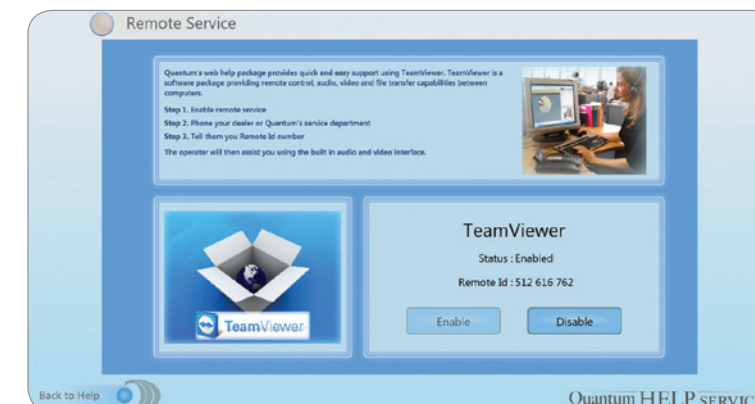 Remote Service
Quantum's web help package provides quick and easy support using TeamViewer. TeamViewer is a
software package providing remote control, audio, video and file transfer capabilities between
computers.
Step 1. Enable remote service
Step 2. Phone your dealer or Quantum's service department
Step 3. Tell them you Remote Id number
The operater will then assist you using the built in audio and video interface.
TeamViewer
TeamViewer
Status : Enabled
Remote Id : 512 616 762
Enable
Disable
Back to Help
Quantum HELP SERVIC